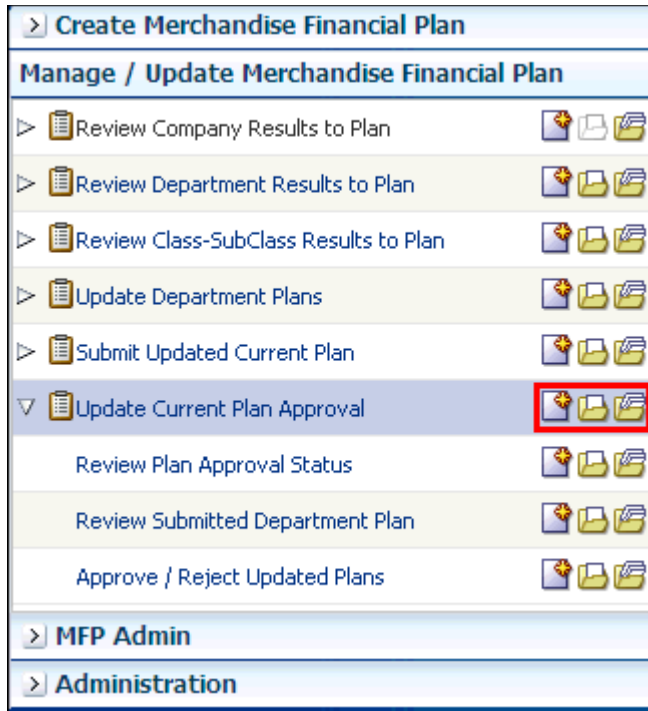 Create Merchandise Financial Plan
Manage / Update Merchandise Financial Plan
Review Company Results to Plan
Review Department Results to Plan
Review Class-SubClass Results to Plan
Update Department Plans
Submit Updated Current Plan
Update Current Plan Approval
Review Plan Approval Status
Review Submitted Department Plan
Approve / Reject Updated Plans
MFP Admin
Administration